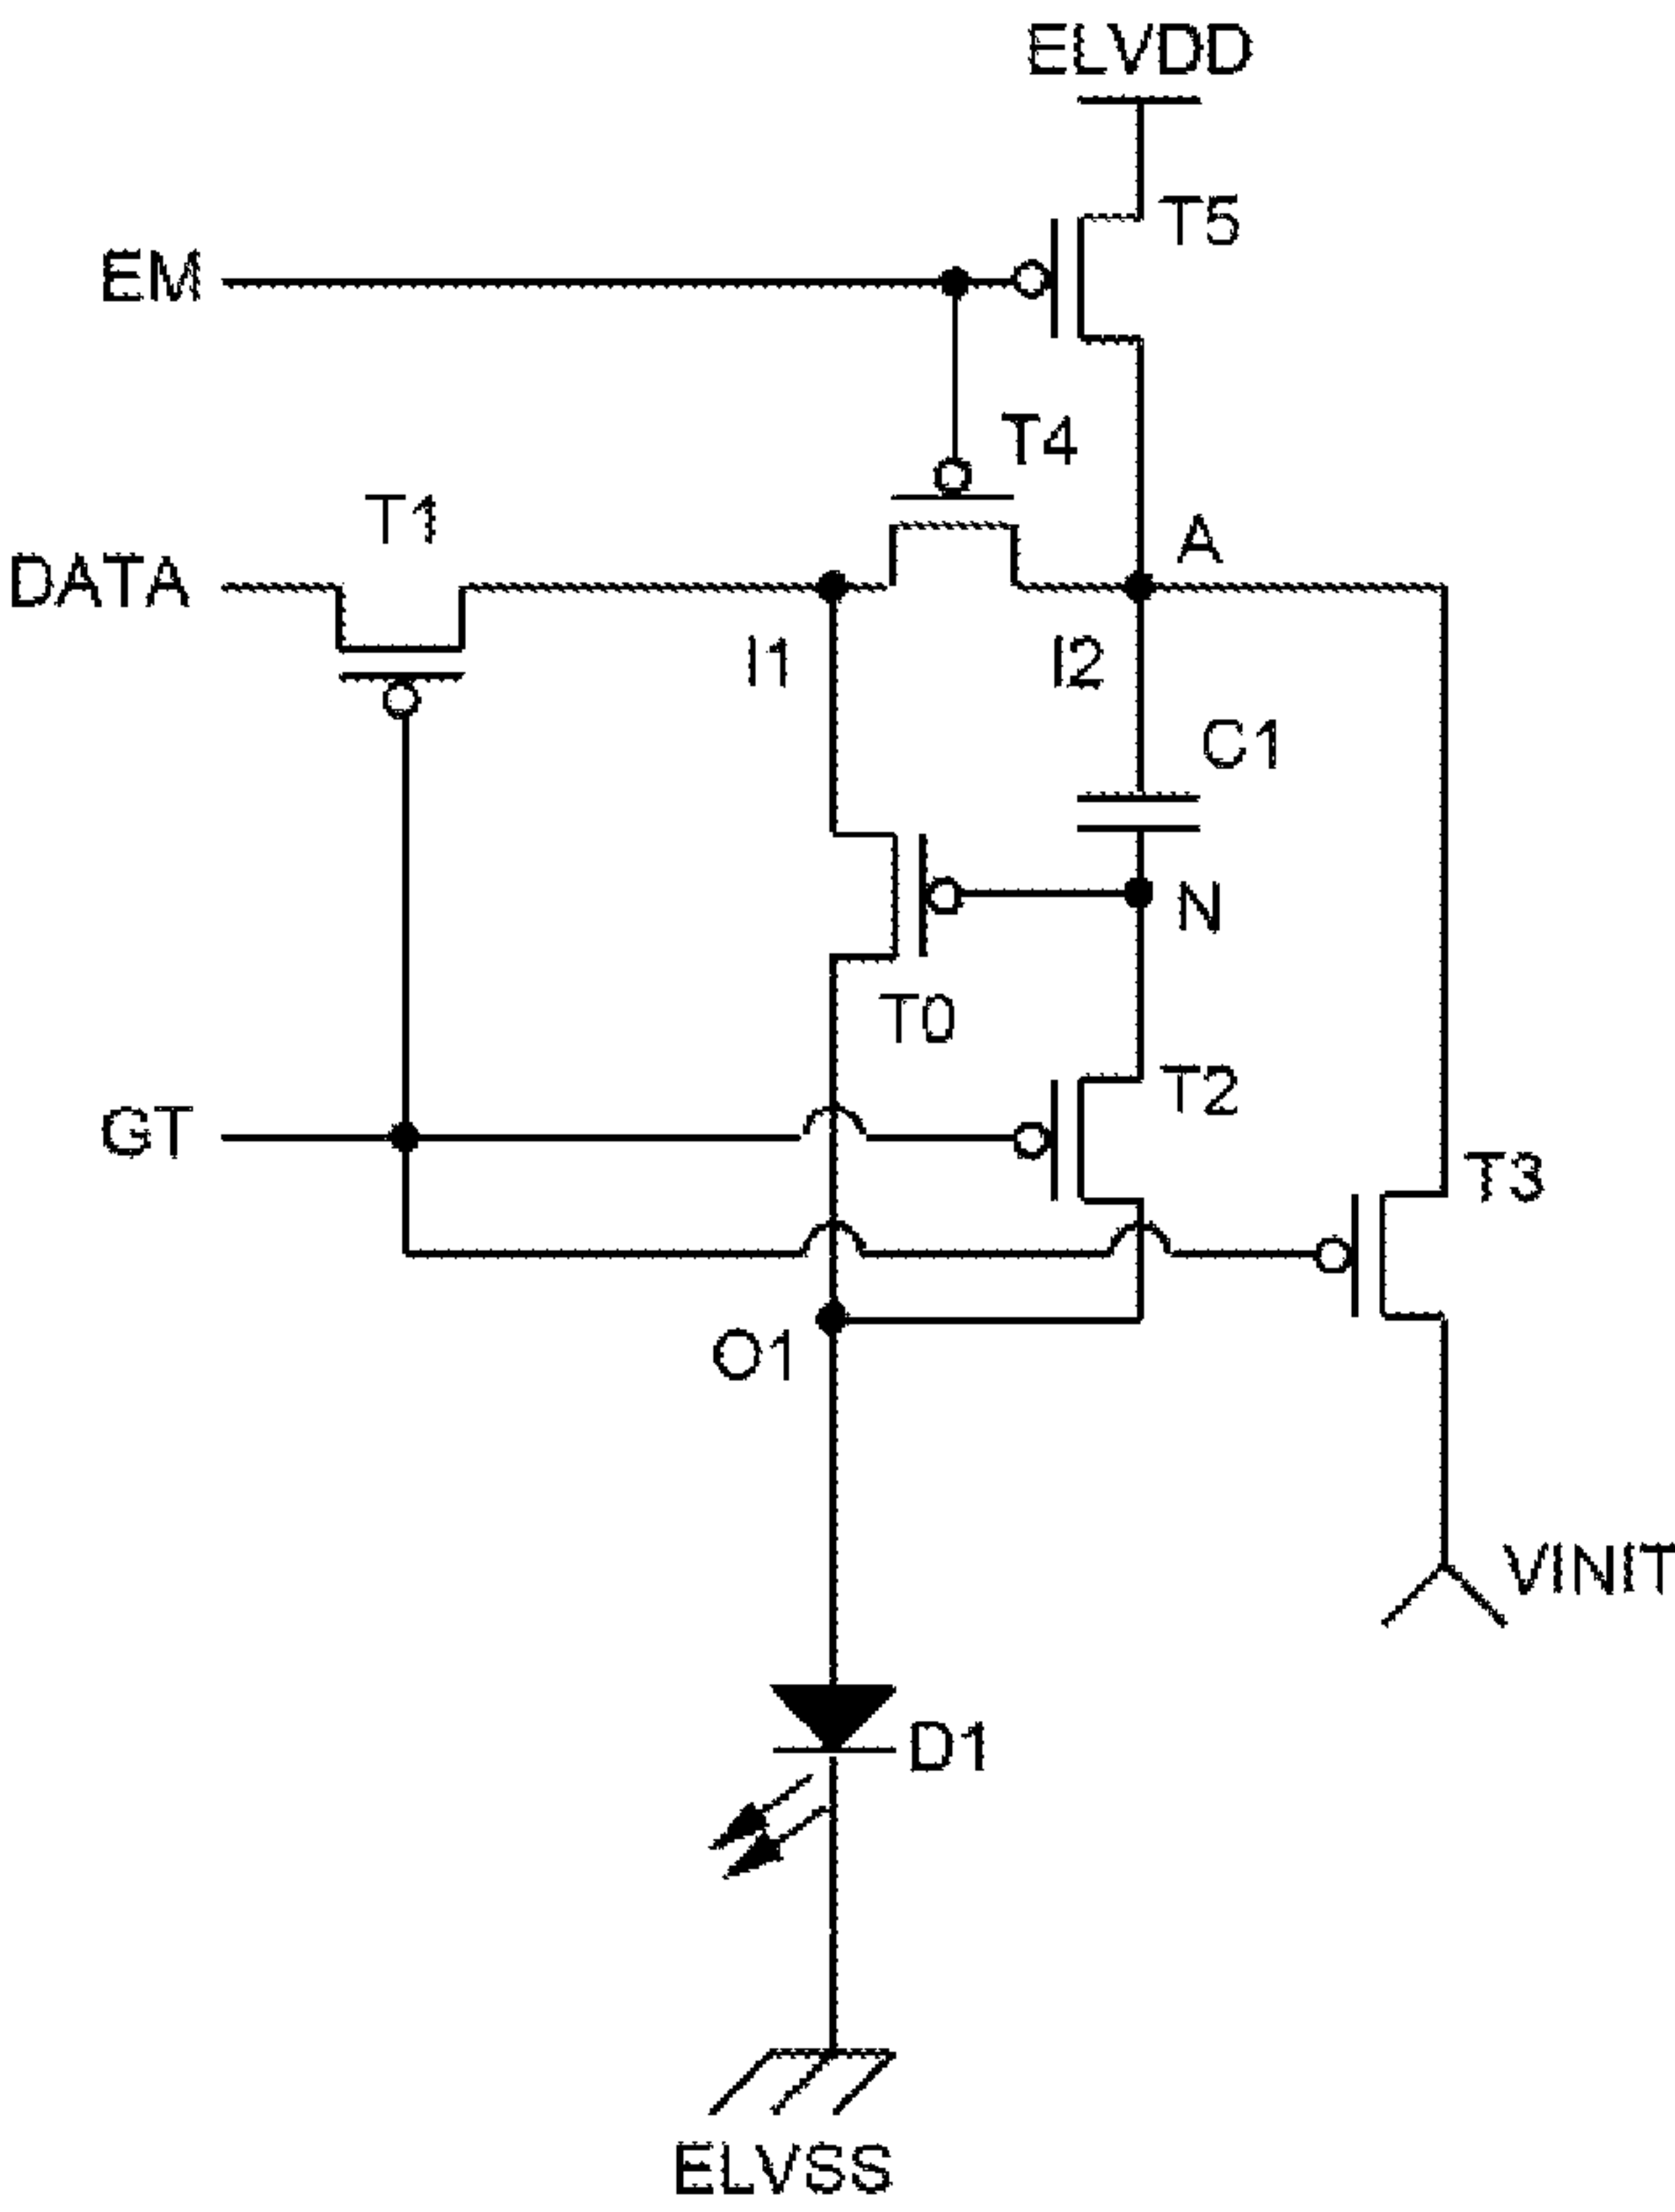 ELVDD
T5
EM
T4
T1
A
DATA
I1
I2
C1
N
T0
T2
GT
T3
O1
VINIT
D1
ELVSS